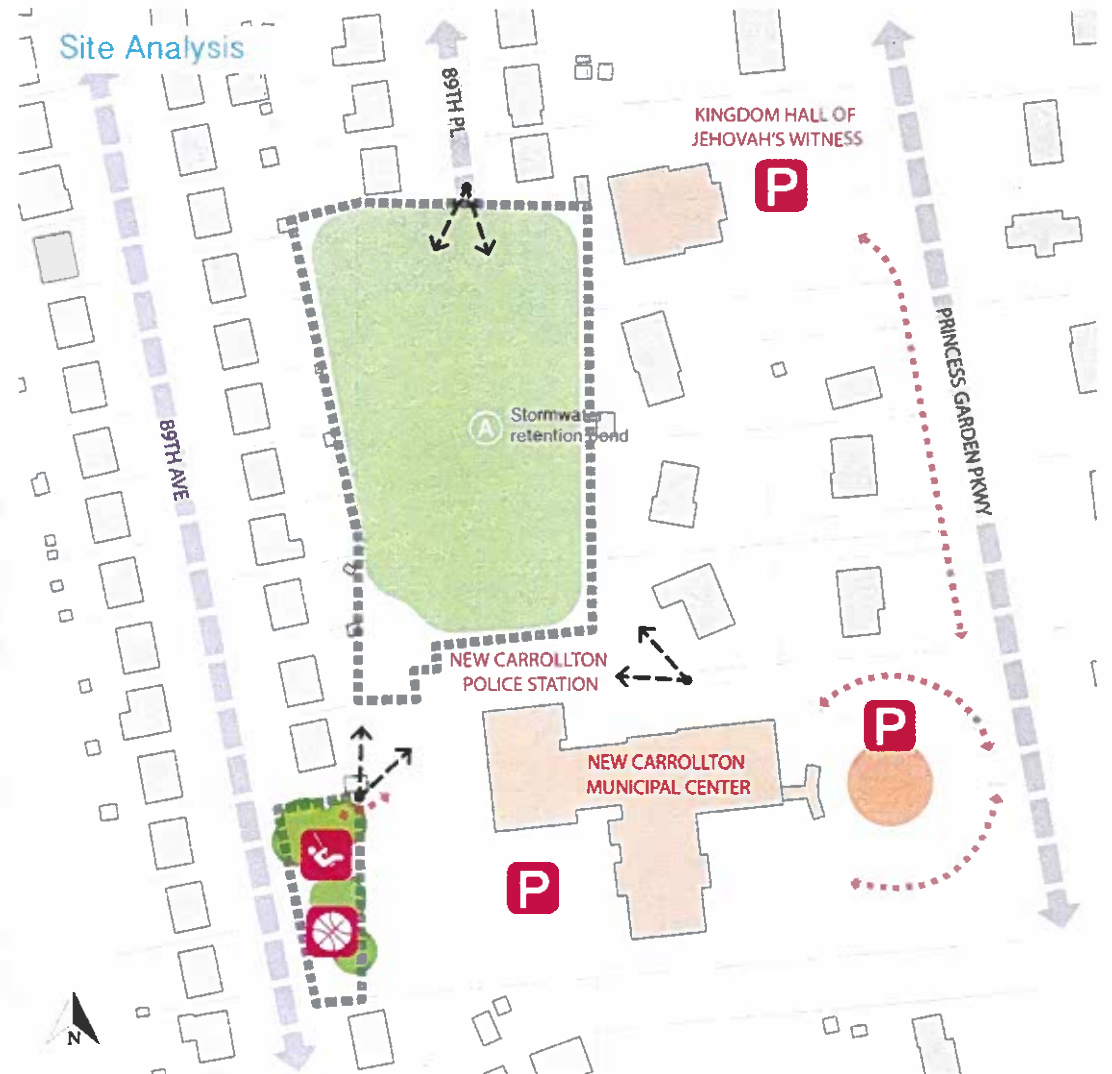 Site Analysis
89TH PL.
KINGDOM HALL OF
JEHOVAH'S WITNESS
P
PRINCESS GARDEN PKWY
A
Stormwater
retention pond
89TH AVE
NEW CARROLLTON
POLICE STATION
P
NEW CARROLLTON
MUNICIPAL CENTER
P
N